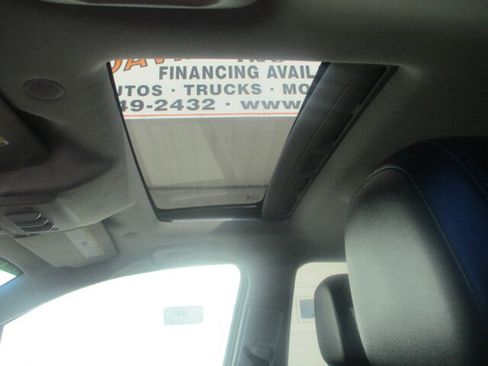 FINANCING AVAIL
UTOS · TRUCKS · MO
49-2432 · www.